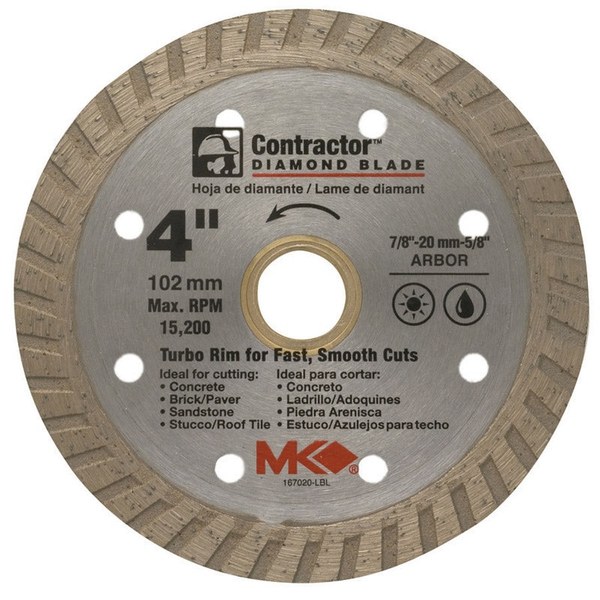 Contractor™
DIAMOND BLADE
Hoja de diamante / Lame de diamant
4"
102 mm
Max. RPM
15,200
7/8"-20 mm-5/8"
ARBOR
Turbo Rim for Fast, Smooth Cuts
Ideal for cutting:
• Concrete
• Brick/Paver
• Sandstone
• Stucco/Roof Tile
Ideal para cortar:
• Concreto
• Ladrillo/Adoquines
• Piedra Arenisca
• Estuco/Azulejos para techo
MK®
167020-LBL